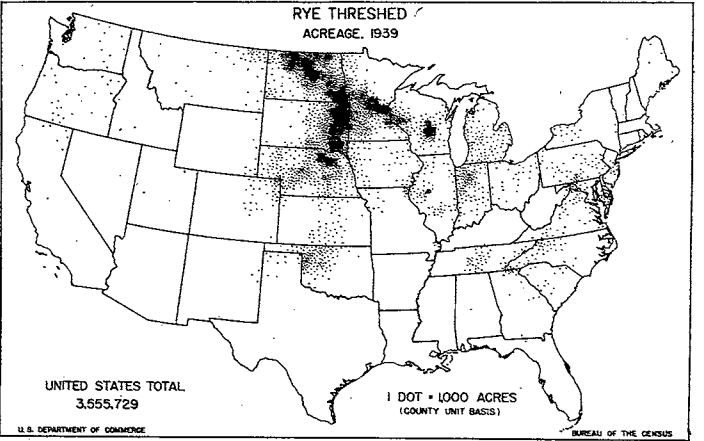 RYE THRESHED
ACREAGE, 1939
UNITED STATES TOTAL
3,555,729
1 DOT = 1,000 ACRES
(COUNTY UNIT BASIS)
U. S. DEPARTMENT OF COMMERCE
BUREAU OF THE CENSUS